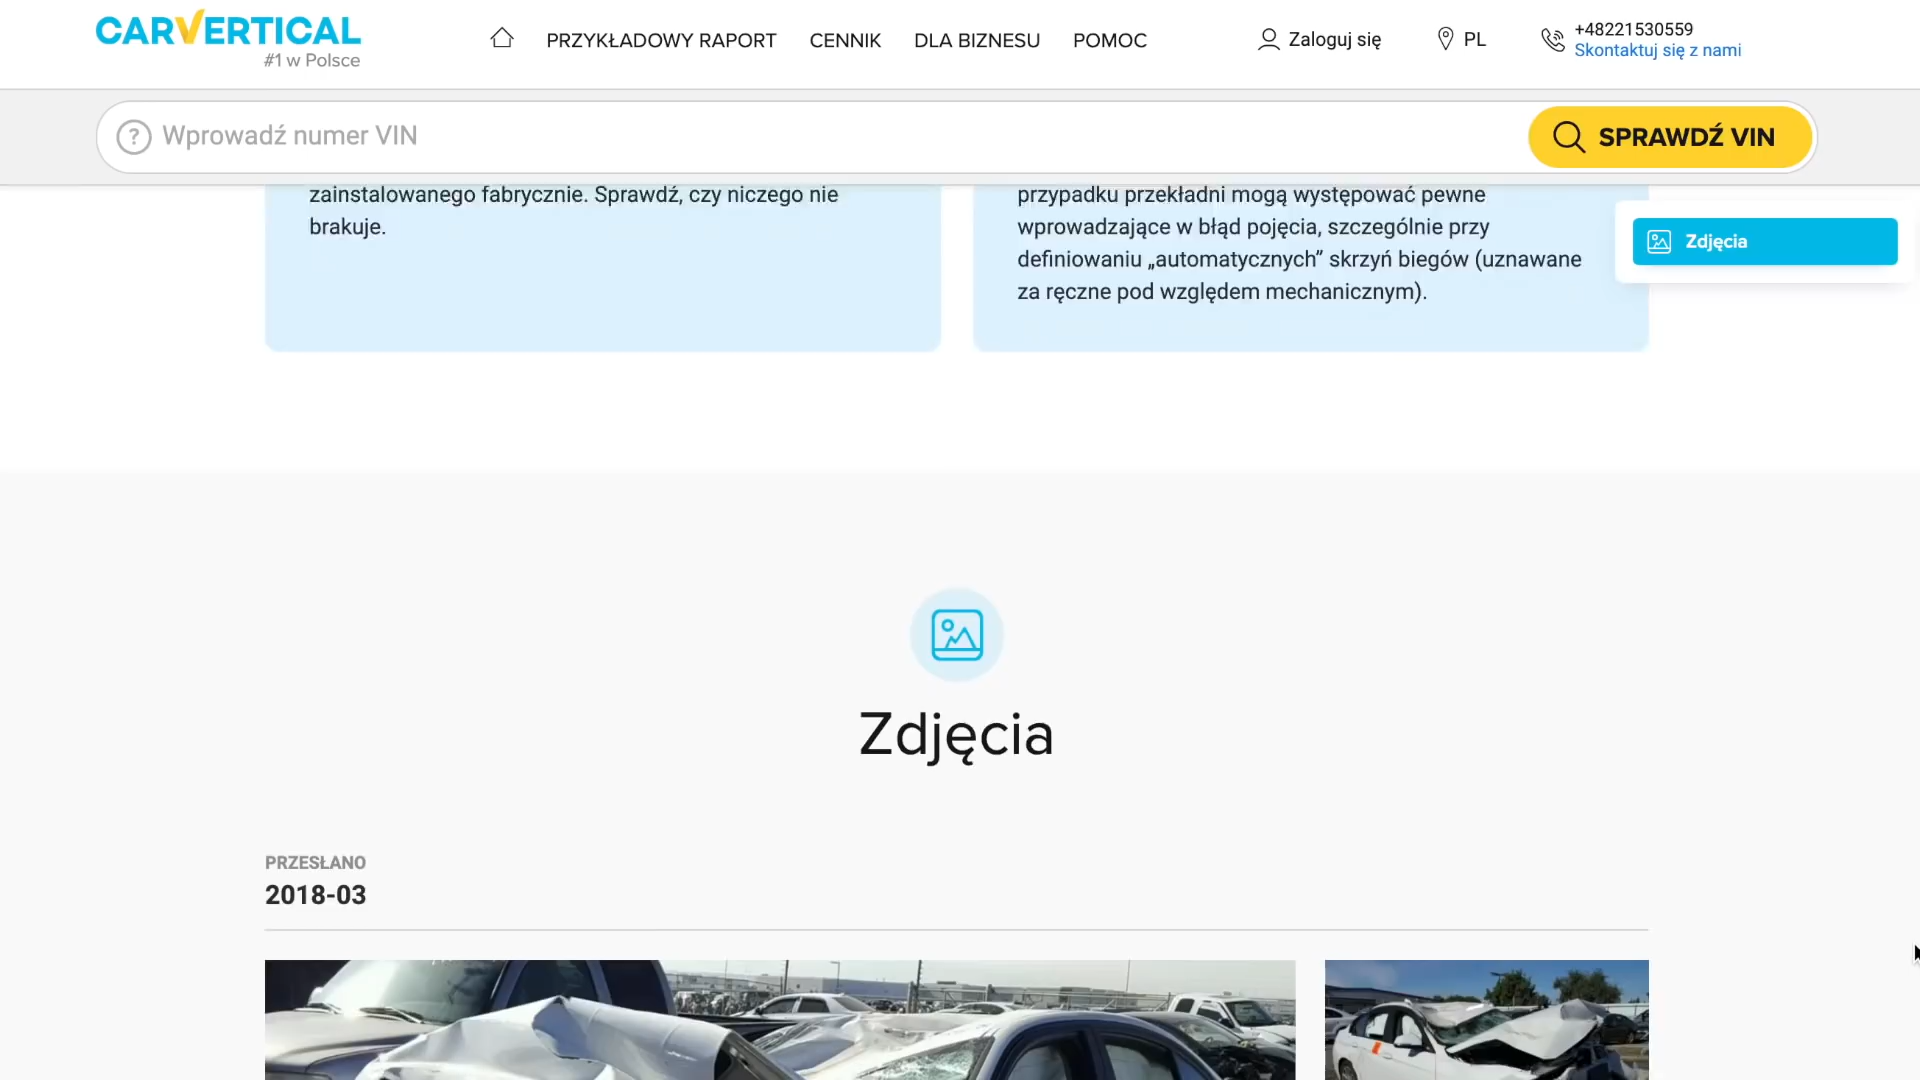 CARVERTICAL
#1 w Polsce
PRZYKŁADOWY RAPORT
CENNIK
DLA BIZNESU
POMOC
Zaloguj się
PL
+48221530559
Skontaktuj się z nami
? Wprowadź numer VIN
SPRAWDŹ VIN
zainstalowanego fabrycznie. Sprawdź, czy niczego nie
brakuje.
przypadku przekładni mogą występować pewne
wprowadzające w błąd pojęcia, szczególnie przy
definiowaniu „automatycznych” skrzyń biegów (uznawane
za ręczne pod względem mechanicznym).
Zdjęcia
Zdjęcia
PRZESŁANO
2018-03